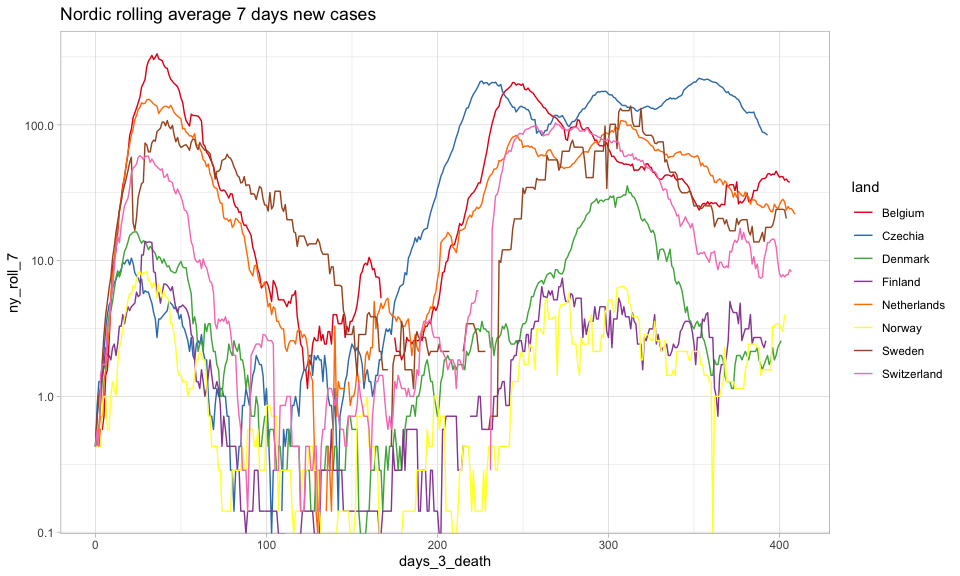 Nordic rolling average 7 days new cases
ny_roll_7
100.0
10.0
1.0
0.1
0
100
200
300
400
days_3_death
land
Belgium
Czechia
Denmark
Finland
Netherlands
Norway
Sweden
Switzerland